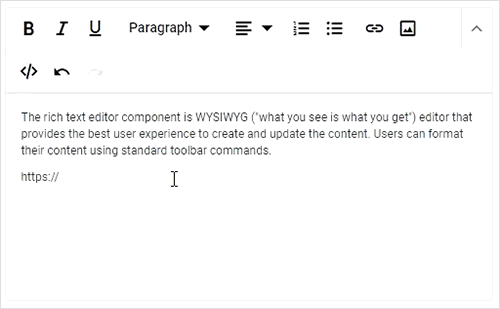 B I U Paragraph
The rich text editor component is WYSIWYG ("what you see is what you get") editor that
provides the best user experience to create and update the content. Users can format
their content using standard toolbar commands.
https://